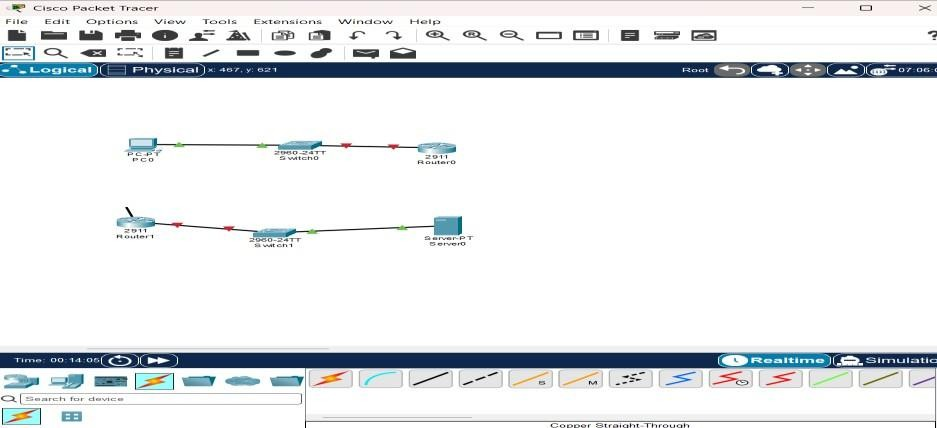 Cisco Packet Tracer
File Edit Options View Tools Extensions Window Help
Logical Physical x: 467, y: 621 Root 07:06:
PC-PT
PC0
2960-24TT
Switch0
2911
Router0
2911
Router1
2960-24TT
Switch1
Server-PT
Server0
Time: 00:14:05 Realtime Simulatio
S M
Search for device
Copper Straight-Through